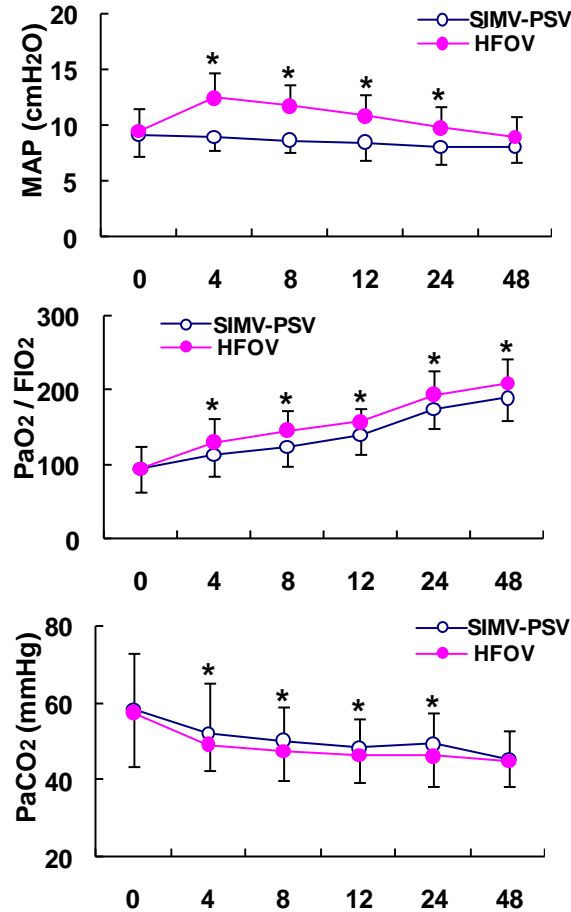 MAP (cmH2O)
20
15
10
5
0
SIMV-PSV
HFOV
* * * *
0 4 8 12 24 48
PaO2 / FIO2
300
200
100
0
SIMV-PSV
HFOV
* * * * *
0 4 8 12 24 48
PaCO2 (mmHg)
80
60
40
20
SIMV-PSV
HFOV
* * * *
0 4 8 12 24 48